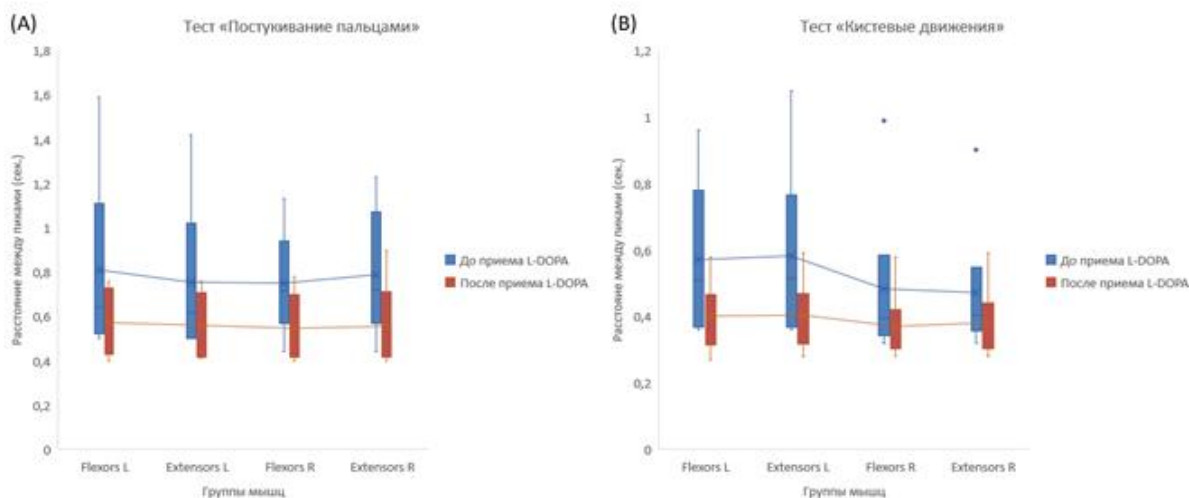 (A)
Тест «Постукивание пальцами»
Расстояние между пиками (сек.)
1,8
1,6
1,4
1,2
1
0,8
0,6
0,4
0,2
0
Flexors L Extensors L Flexors R Extensors R
Группы мышц
До приема L-DOPA
После приема L-DOPA
(B)
Тест «Кистевые движения»
Расстояние между пиками (сек.)
1,2
1
0,8
0,6
0,4
0,2
0
Flexors L Extensors L Flexors R Extensors R
Группы мышц
До приема L-DOPA
После приема L-DOPA